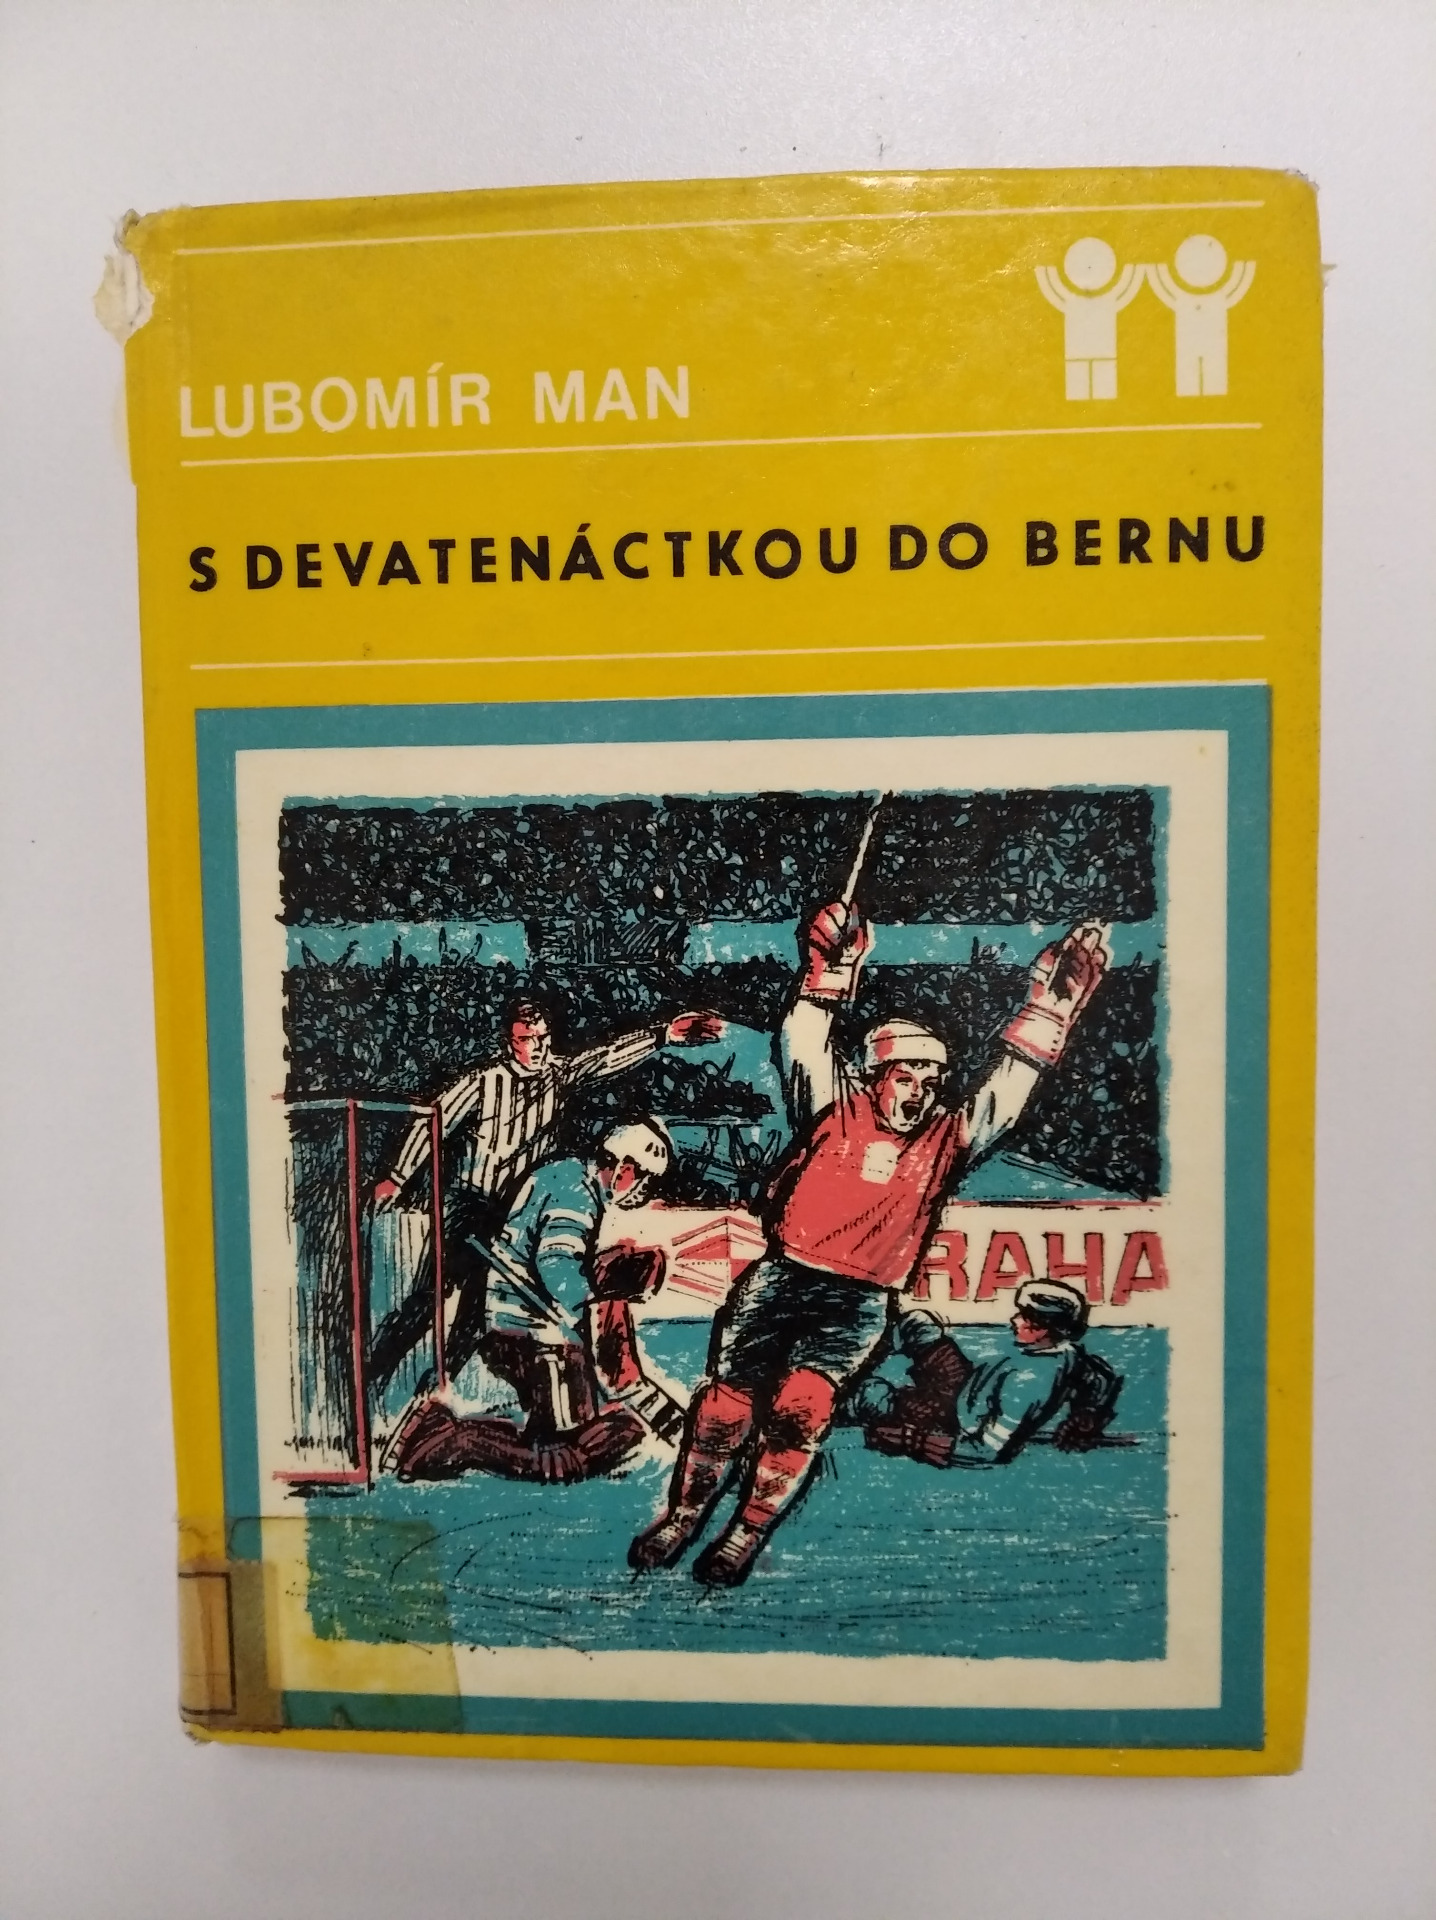 LUBOMÍR MAN
S DEVATENÁCTKOU DO BERNU
RAHA